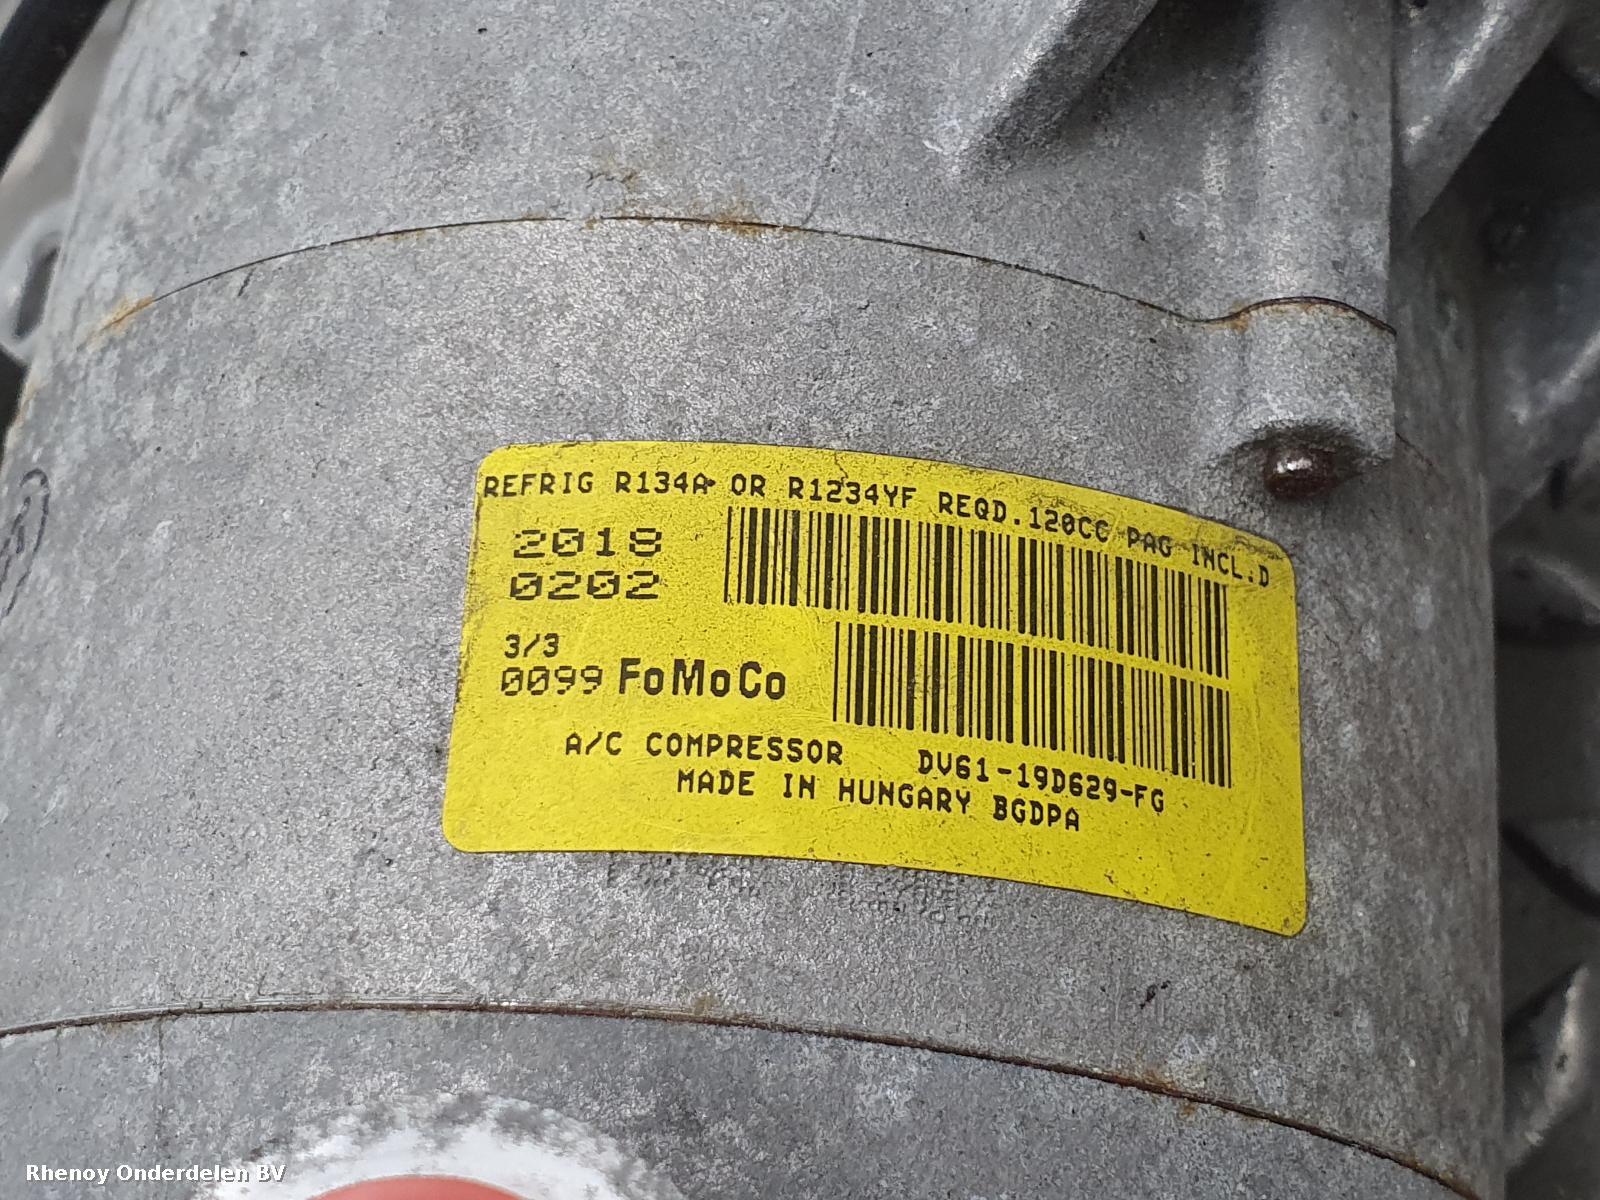 REFRIG R134A OR R1234YF REQD.120CC PAG INCL.D
2018
0202
3/3
0099 FoMoCo
A/C COMPRESSOR DV61-19D629-FG
MADE IN HUNGARY BGDPA
Rhenoy Onderdelen BV